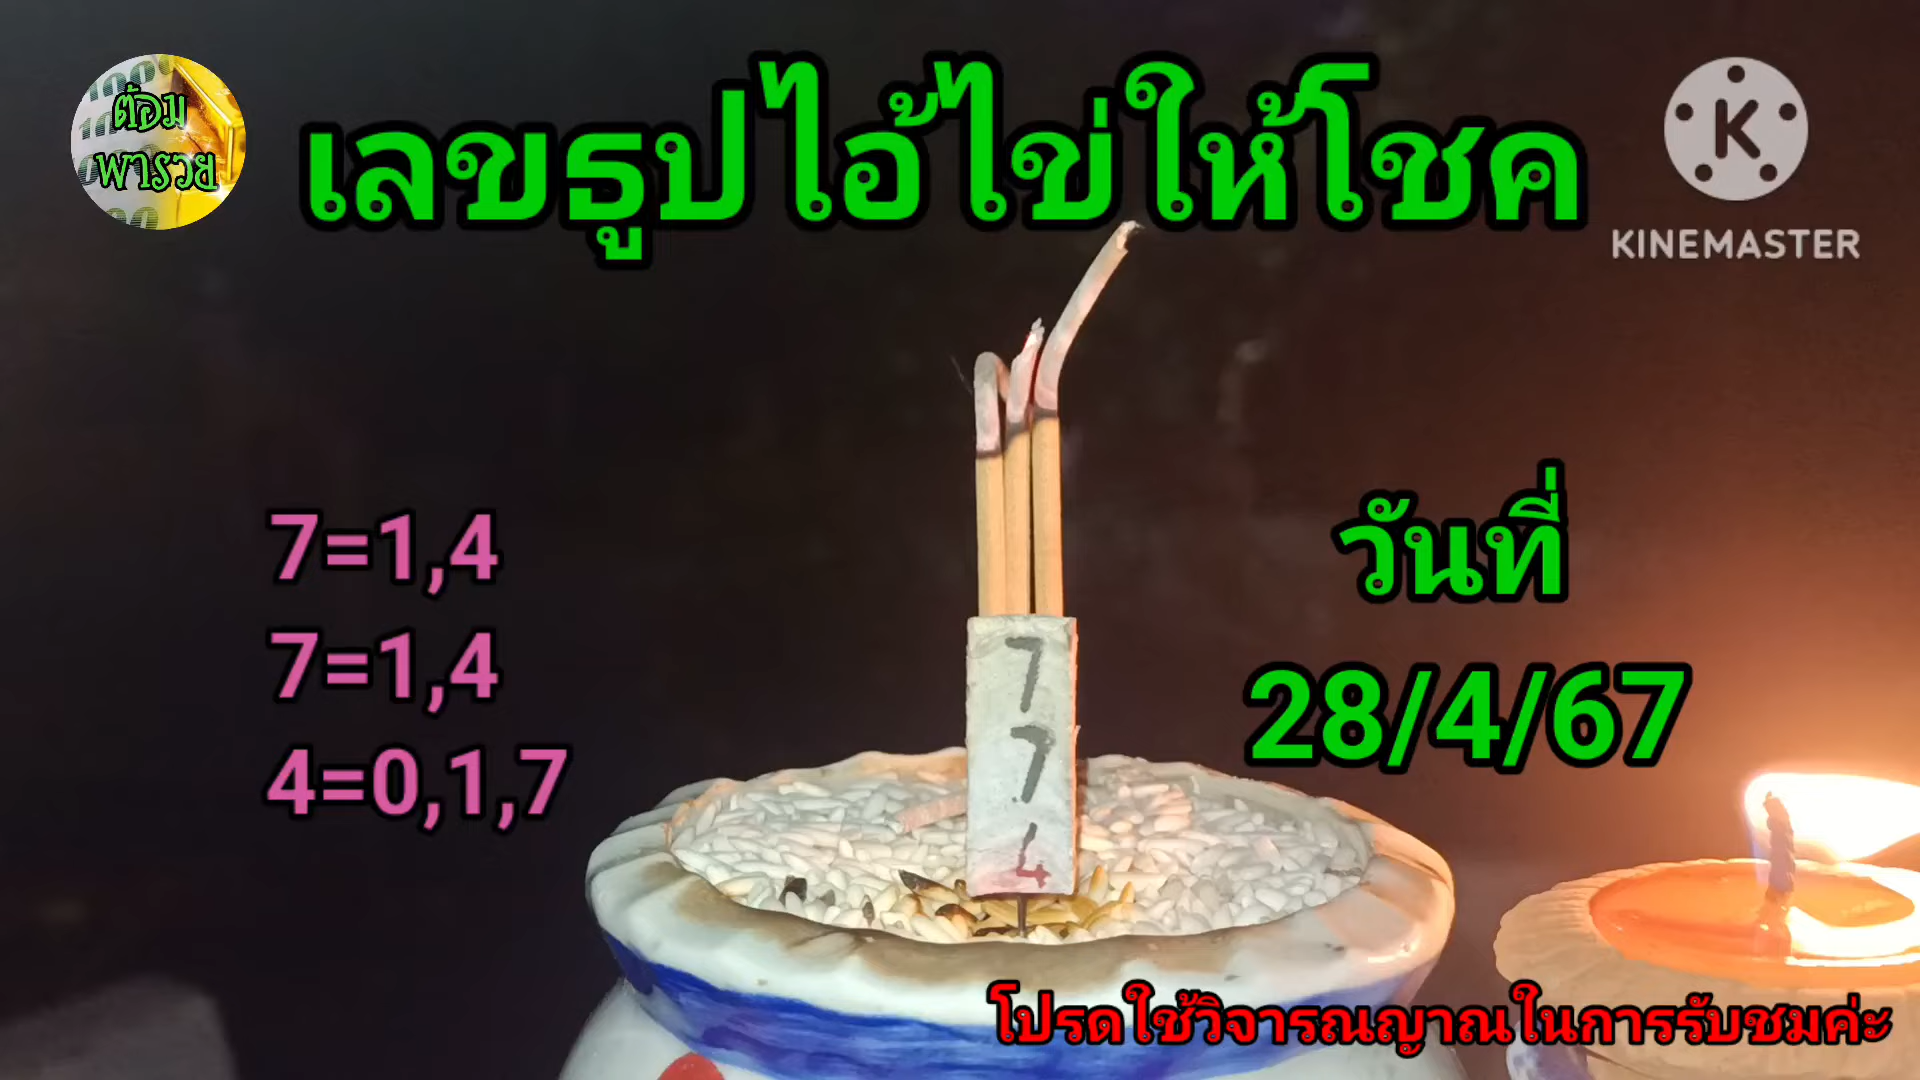 ต้อม
พารวย
เลขธูปไอ้ไข่ให้โชค
K
KINEMASTER
7=1,4
7=1,4
4=0,1,7
7
7
4
วันที่
28/4/67
โปรดใช้วิจารณญาณในการรับชมค่ะ